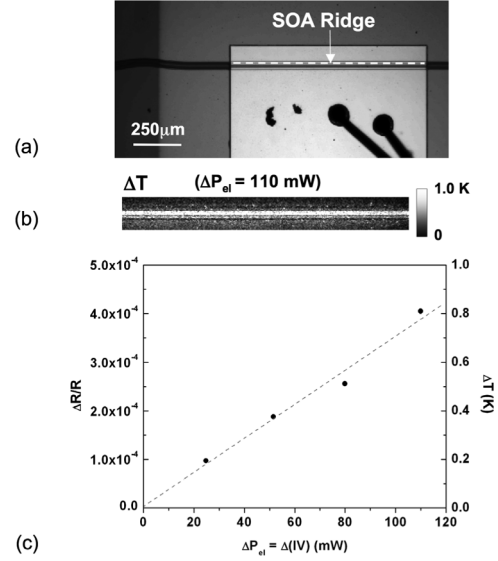 (a)
SOA Ridge
250μm
(b)
ΔT (ΔPel = 110 mW)
1.0 K
0
(c)
5.0x10-4
4.0x10-4
3.0x10-4
2.0x10-4
1.0x10-4
0.0
ΔR/R
1.0
0.8
0.6
0.4
0.2
0.0
ΔT(K)
0 20 40 60 80 100 120
ΔPel = Δ(IV) (mW)